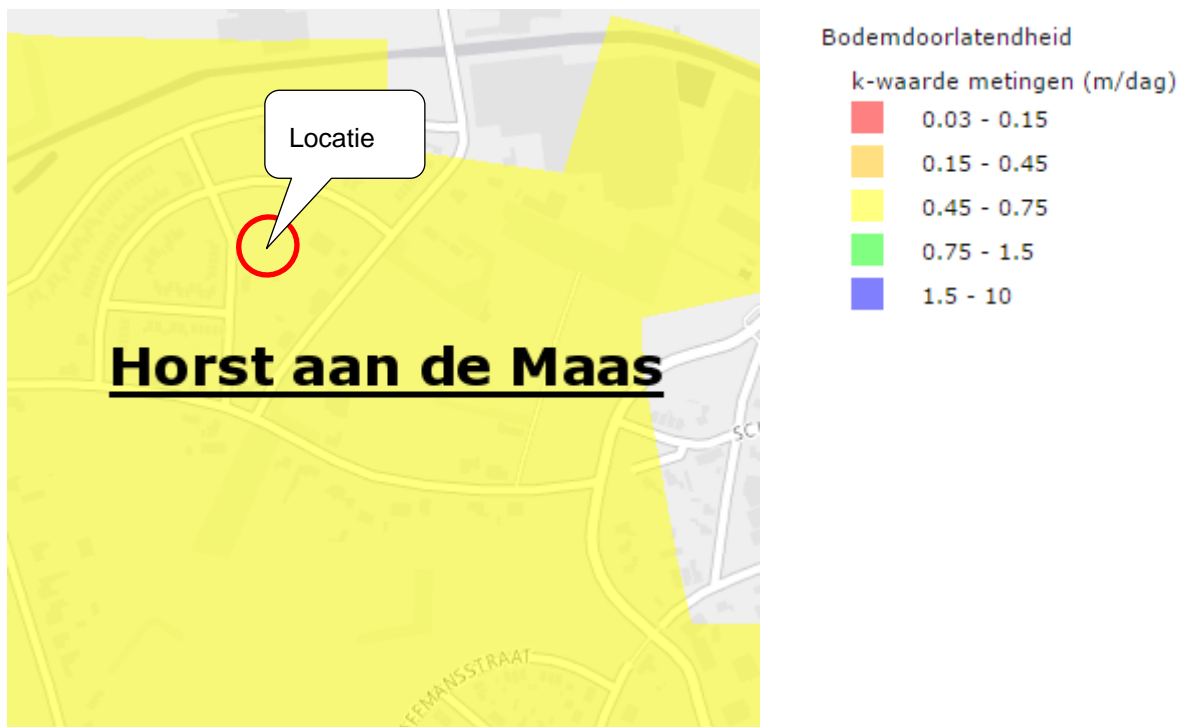 Locatie
Horst aan de Maas
Bodemdoorlatendheid
k-waarde metingen (m/dag)
0.03 - 0.15
0.15 - 0.45
0.45 - 0.75
0.75 - 1.5
1.5 - 10